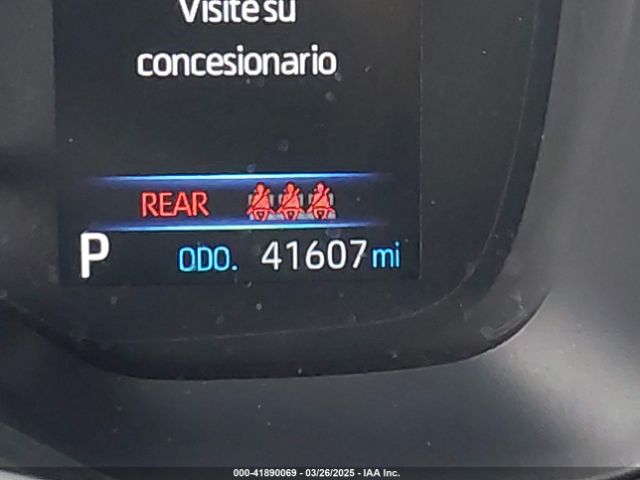 Visite su
concesionario
REAR
P ODO. 41607 mi
000-41890069 - 03/26/2025 - IAA Inc.